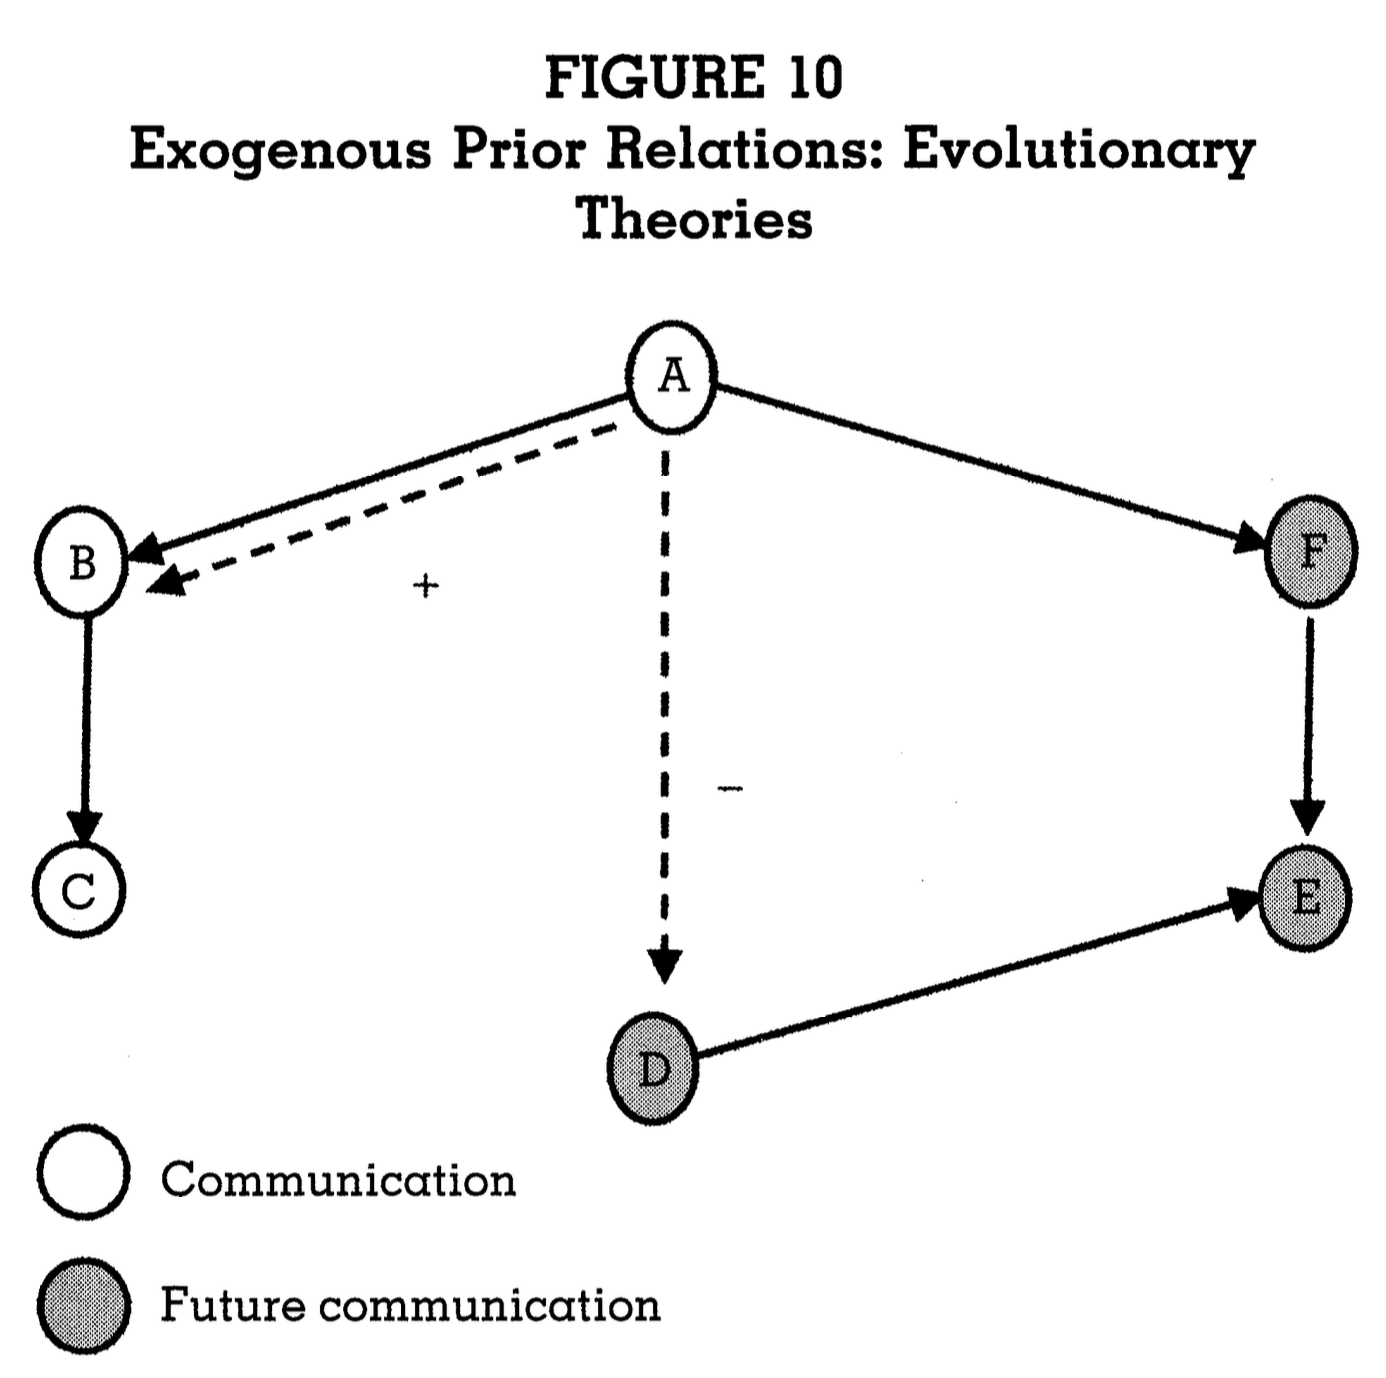 FIGURE 10
Exogenous Prior Relations: Evolutionary
Theories
A
B
F
+
−
C
E
D
Communication
Future communication